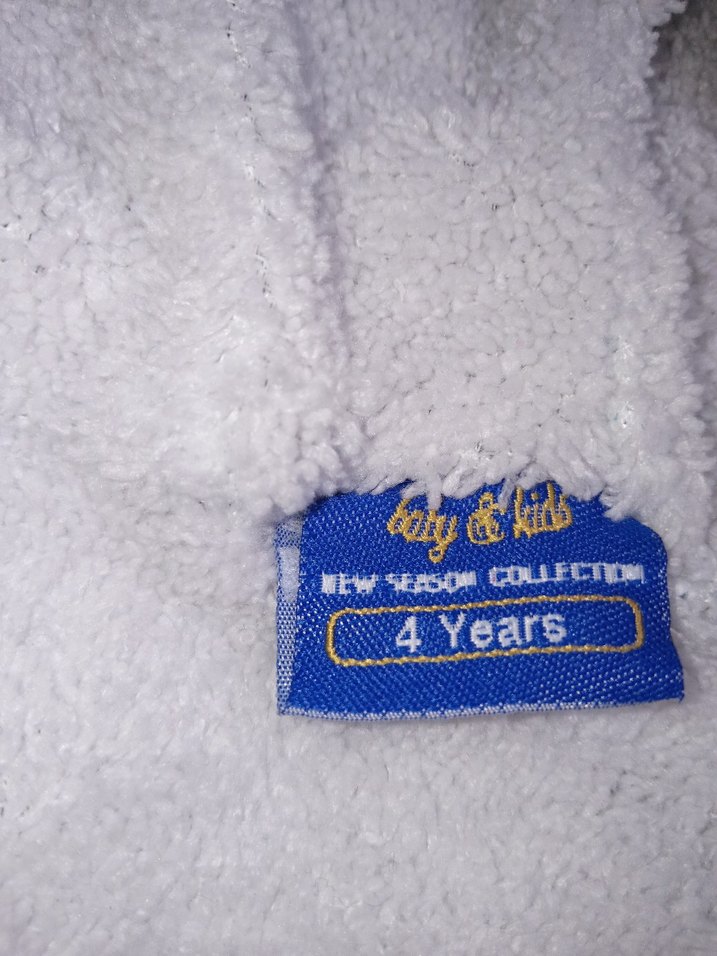 baby & kids
NEW SEASON COLLECTION
4 Years